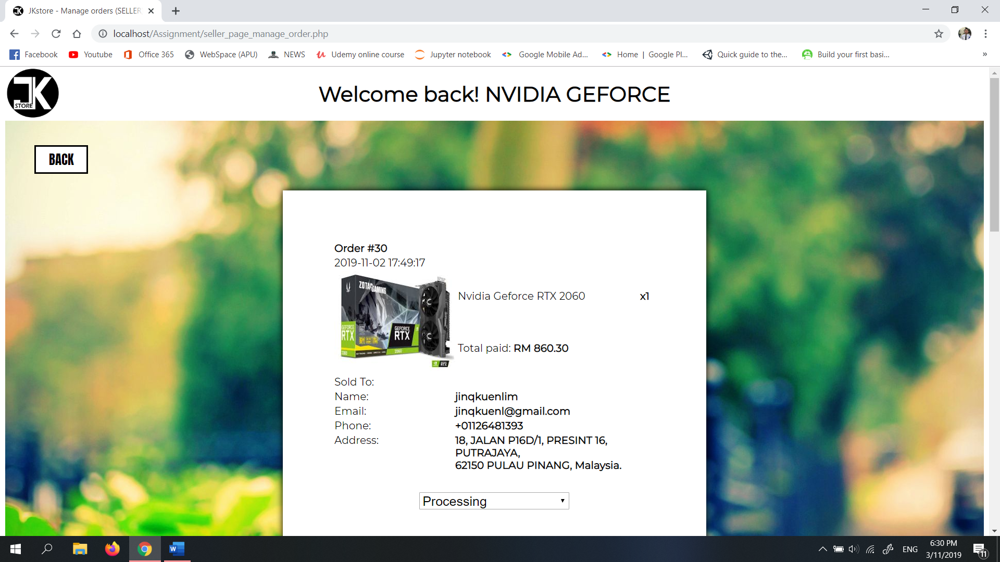 JKstore - Manage orders (SELLER
localhost/Assignment/seller_page_manage_order.php
Facebook Youtube Office 365 WebSpace (APU) NEWS Udemy online course Jupyter notebook Google Mobile Ad... Home | Google Pl... Quick guide to the... Build your first basi... »
JK
STORE
Welcome back! NVIDIA GEFORCE
BACK
Order #30
2019-11-02 17:49:17
ZOTAC GAMING
GEFORCE
RTX
GEFORCE
RTX
2060
2060
RTX
Nvidia Geforce RTX 2060 x1
Total paid: RM 860.30
Sold To:
Name: jinqkuenlim
Email: jinqkuenl@gmail.com
Phone: +01126481393
Address: 18, JALAN P16D/1, PRESINT 16,
PUTRAJAYA,
62150 PULAU PINANG, Malaysia.
Processing
ENG
6:30 PM
3/11/2019
11